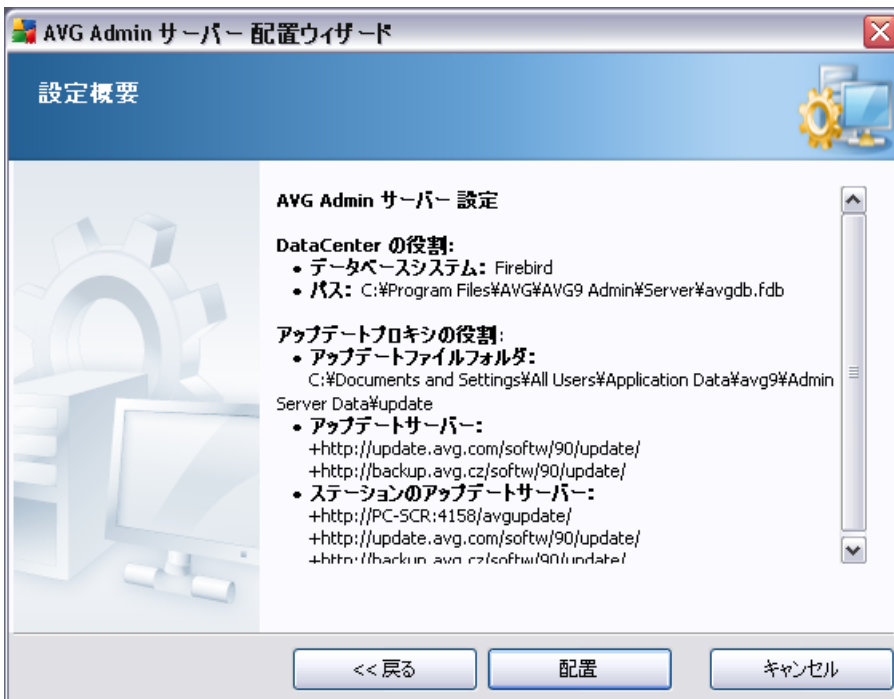 AVG Admin サーバー 配置ウィザード
設定概要
AVG Admin サーバー 設定
DataCenter の役割:
• データベースシステム: Firebird
• パス: C:¥Program Files¥AVG¥AVG9 Admin¥Server¥avgdb.fdb
アップデートプロキシの役割:
• アップデートファイルフォルダ:
C:¥Documents and Settings¥All Users¥Application Data¥avg9¥Admin
Server Data¥update
• アップデートサーバー:
+http://update.avg.com/softw/90/update/
+http://backup.avg.cz/softw/90/update/
• ステーションのアップデートサーバー:
+http://PC-SCR:4158/avgupdate/
+http://update.avg.com/softw/90/update/
+http://backup.avg.cz/softw/90/update/
<< 戻る
配置
キャンセル